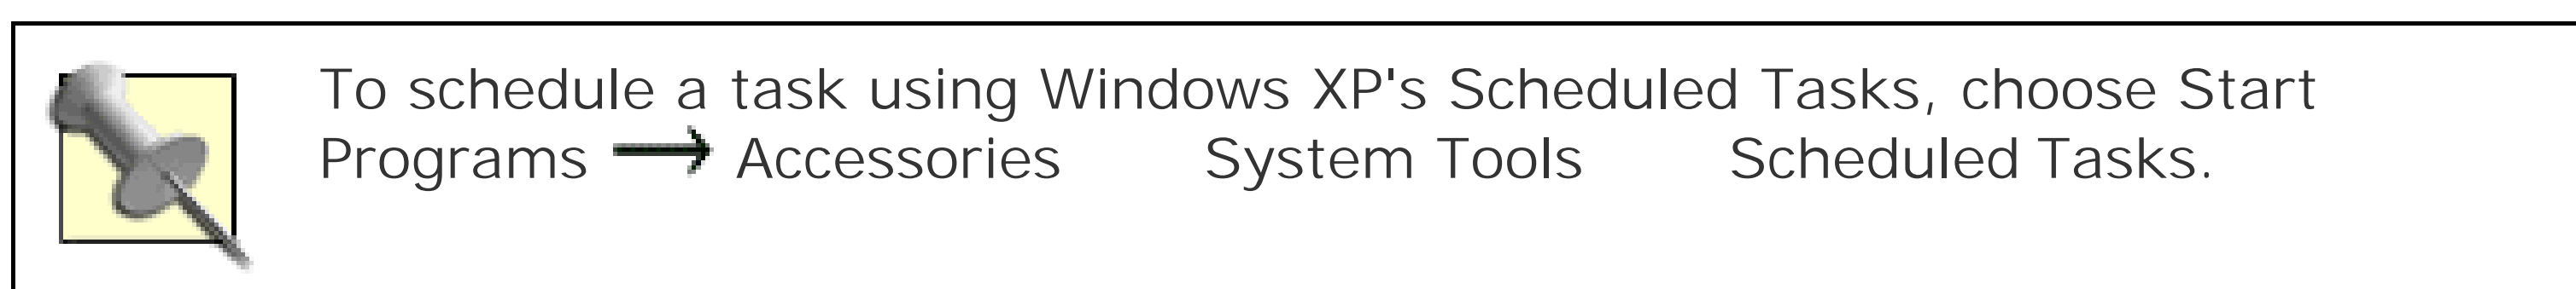 To schedule a task using Windows XP's Scheduled Tasks, choose Start
Programs → Accessories System Tools Scheduled Tasks.